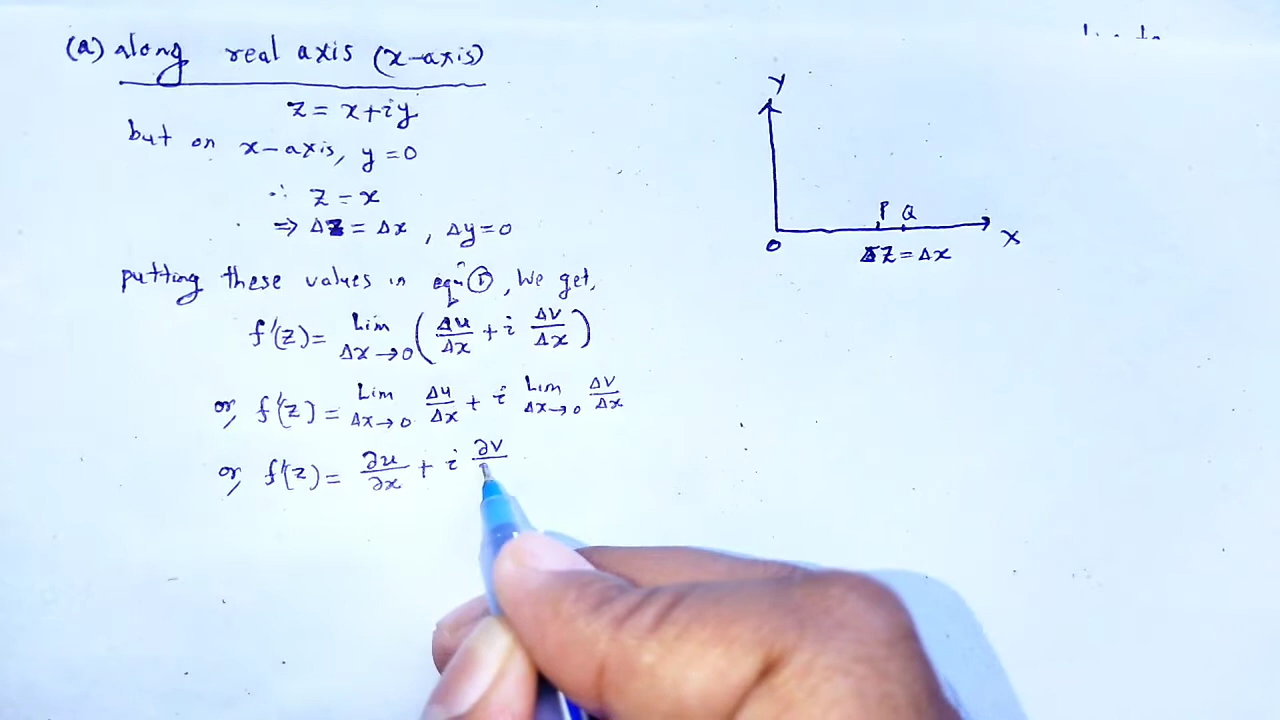 (a) along real axis (x-axis)
z = x+iy
but on x-axis, y=0
∴ z = x
⇒ Δz = Δx , Δy=0
putting these values in eqn ①, We get,
f'(z)= Lim Δx→0 (Δu/Δx + i Δv/Δx)
or, f'(z) = Lim Δx→0 Δu/Δx + i Lim Δx→0 Δv/Δx
or, f'(z) = ∂u/∂x + i ∂v
Y
P Q
O
X
Δz = Δx